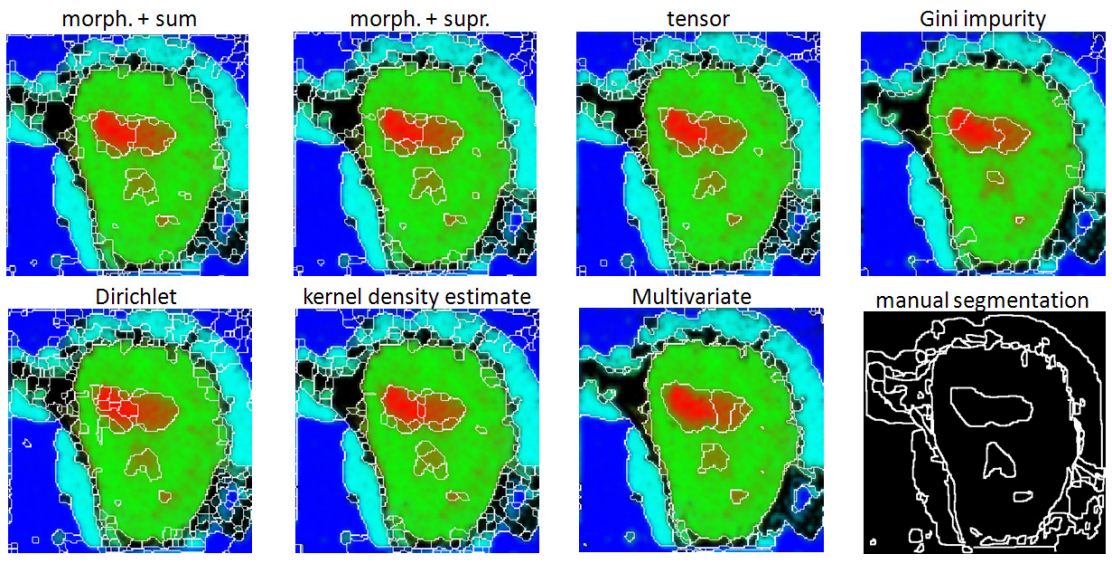 morph. + sum
morph. + supr.
tensor
Gini impurity
Dirichlet
kernel density estimate
Multivariate
manual segmentation